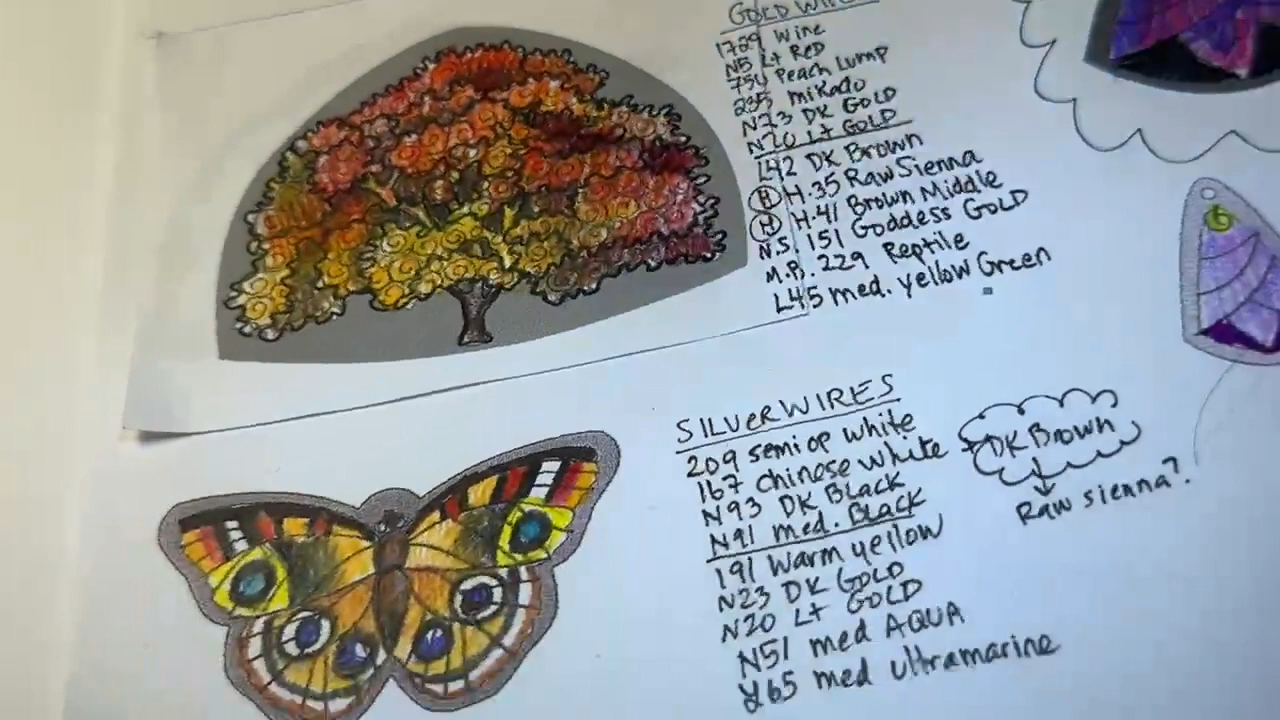 GOLD WIRES
1729 Wine
N5 Lt Red
754 Peach Lump
235 mikado
N23 DK GOLD
N20 Lt GOLD
L42 DK Brown
(H) H.35 Raw Sienna
(H) H.41 Brown Middle
N.S. 151 Goddess GOLD
M.P. 229 Reptile
L45 med. yellow Green
SILVER WIRES
209 semi op white
167 Chinese white + DK Brown
N93 DK Black
Raw sienna?
N91 med. Black
191 Warm yellow
N23 DK GOLD
N20 Lt GOLD
N51 med AQUA
L65 med ultramarine